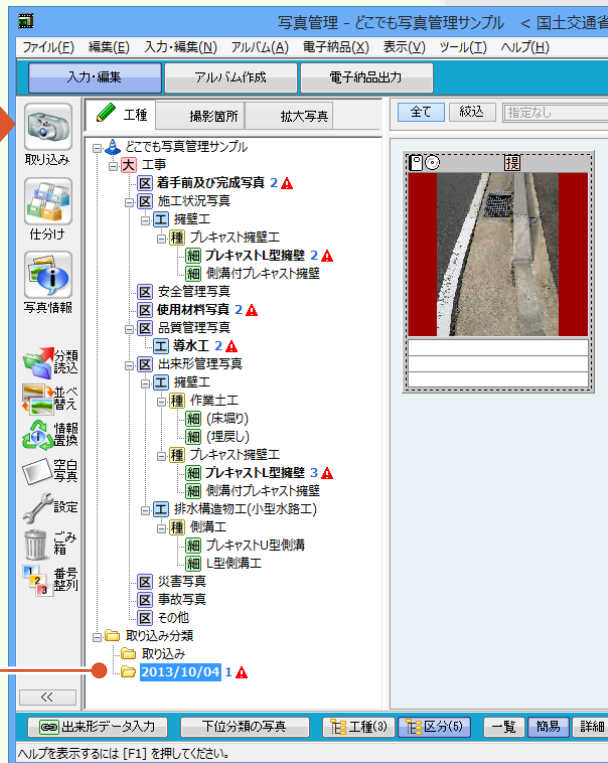 写真管理 - どこでも写真管理サンプル < 国土交通省
ファイル(F) 編集(E) 入力・編集(N) アルバム(A) 電子納品(X) 表示(V) ツール(T) ヘルプ(H)
入力・編集 アルバム作成 電子納品出力
工種 撮影箇所 拡大写真 全て 絞込 指定なし
取り込み
仕分け
写真情報
分類読込
並べ替え
情報置換
空白写真
設定
ごみ箱
1 2 3 番号整列
<<
どこでも写真管理サンプル
大 工事
区 着手前及び完成写真 2
区 施工状況写真
工 擁壁工
種 プレキャスト擁壁工
細 プレキャストL型擁壁 2
細 側溝付プレキャスト擁壁
区 安全管理写真
区 使用材料写真 2
区 品質管理写真
工 導水工 2
区 出来形管理写真
工 擁壁工
種 作業土工
細 (床堀り)
細 (埋戻し)
種 プレキャスト擁壁工
細 プレキャストL型擁壁 3
細 側溝付プレキャスト擁壁
工 排水構造物工(小型水路工)
種 側溝工
細 プレキャストU型側溝
細 L型側溝工
区 災害写真
区 事故写真
区 その他
取り込み分類
取り込み
2013/10/04 1
提
出来形データ入力 下位分類の写真 工種(3) 区分(5) 一覧 簡易 詳細
ヘルプを表示するには [F1] を押してください。